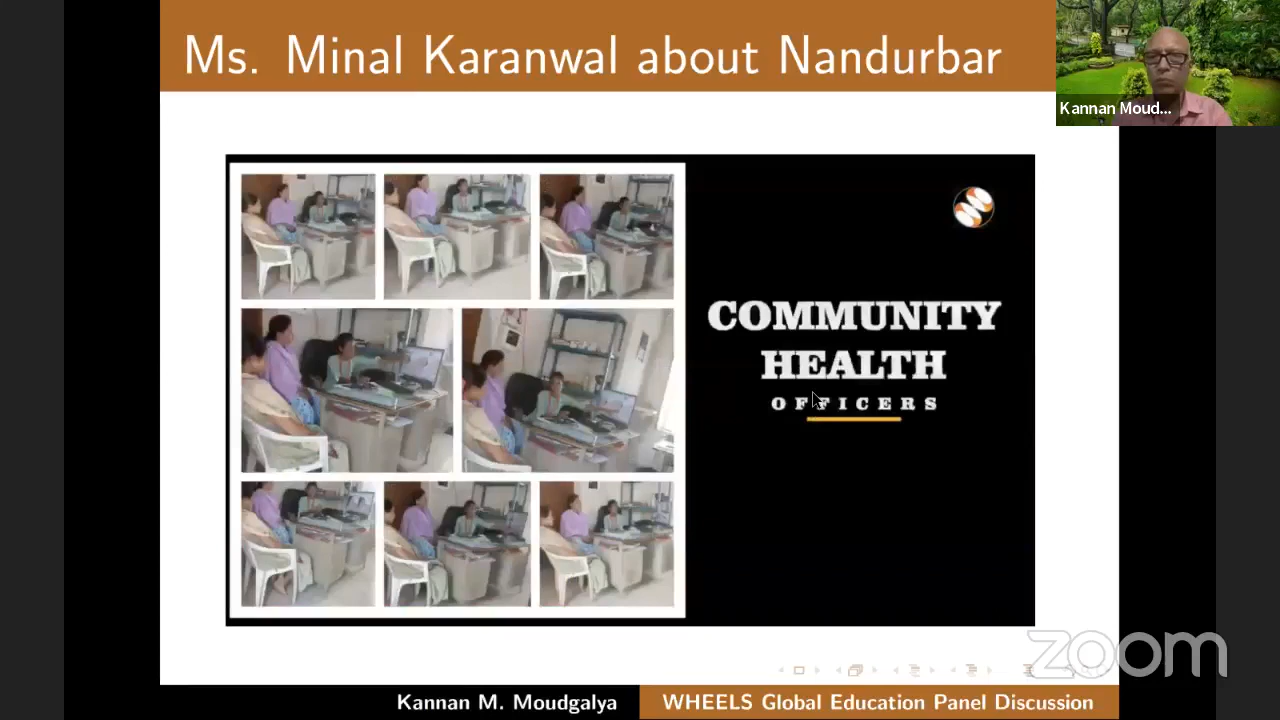 Ms. Minal Karanwal about Nandurbar
Kannan Moud...
COMMUNITY
HEALTH
OFFICERS
zoom
Kannan M. Moudgalya
WHEELS Global Education Panel Discussion